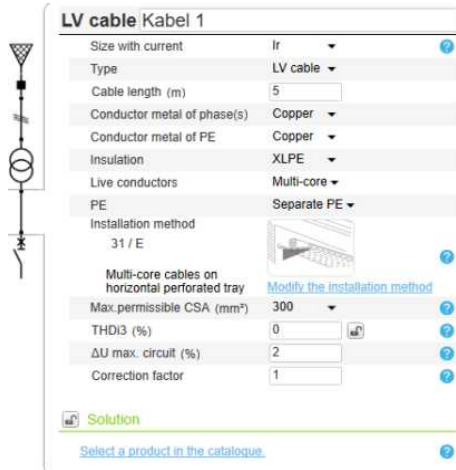 LV cable Kabel 1
Size with current Ir ?
Type LV cable
Cable length (m) 5
Conductor metal of phase(s) Copper
Conductor metal of PE Copper
Insulation XLPE
Live conductors Multi-core
PE Separate PE
Installation method
31 / E
?
Multi-core cables on
horizontal perforated tray Modify the installation method
Max.permissible CSA (mm²) 300 ?
THDi3 (%) 0 ?
ΔU max. circuit (%) 2 ?
Correction factor 1 ?
Solution
Select a product in the catalogue. ?